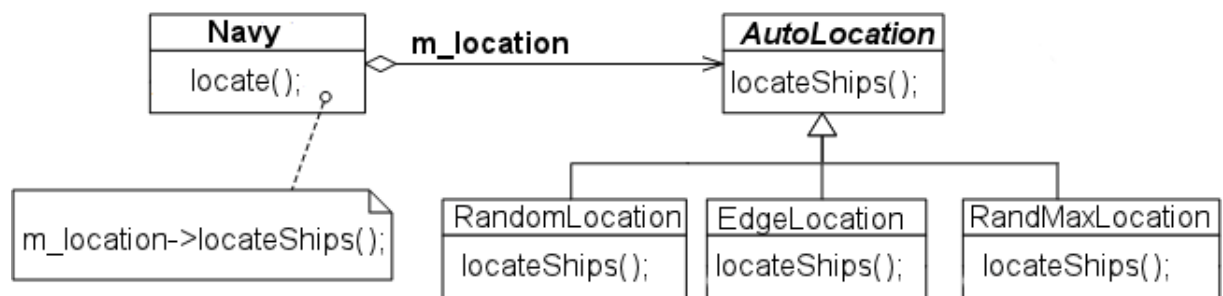 Navy
locate();
m_location
AutoLocation
locateShips();
m_location->locateShips();
RandomLocation
locateShips();
EdgeLocation
locateShips();
RandMaxLocation
locateShips();